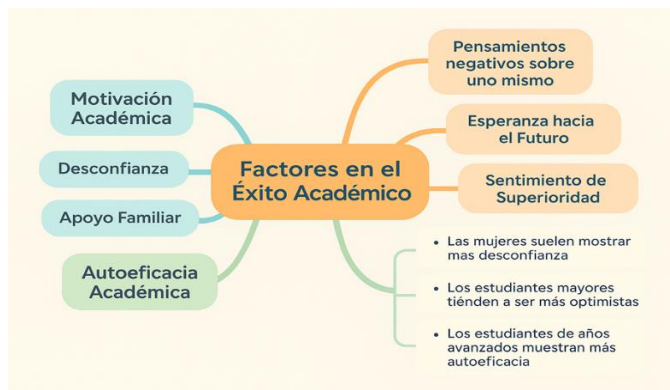 Factores en el
Éxito Académico
Motivación
Académica
Desconfianza
Apoyo Familiar
Autoeficacia
Académica
Pensamientos
negativos sobre
uno mismo
Esperanza hacia
el Futuro
Sentimiento de
Superioridad
• Las mujeres suelen mostrar
mas desconfianza
• Los estudiantes mayores
tiénden a ser más optimistas
• Los estudiantes de años
avanzados muestran más
autoeficacia